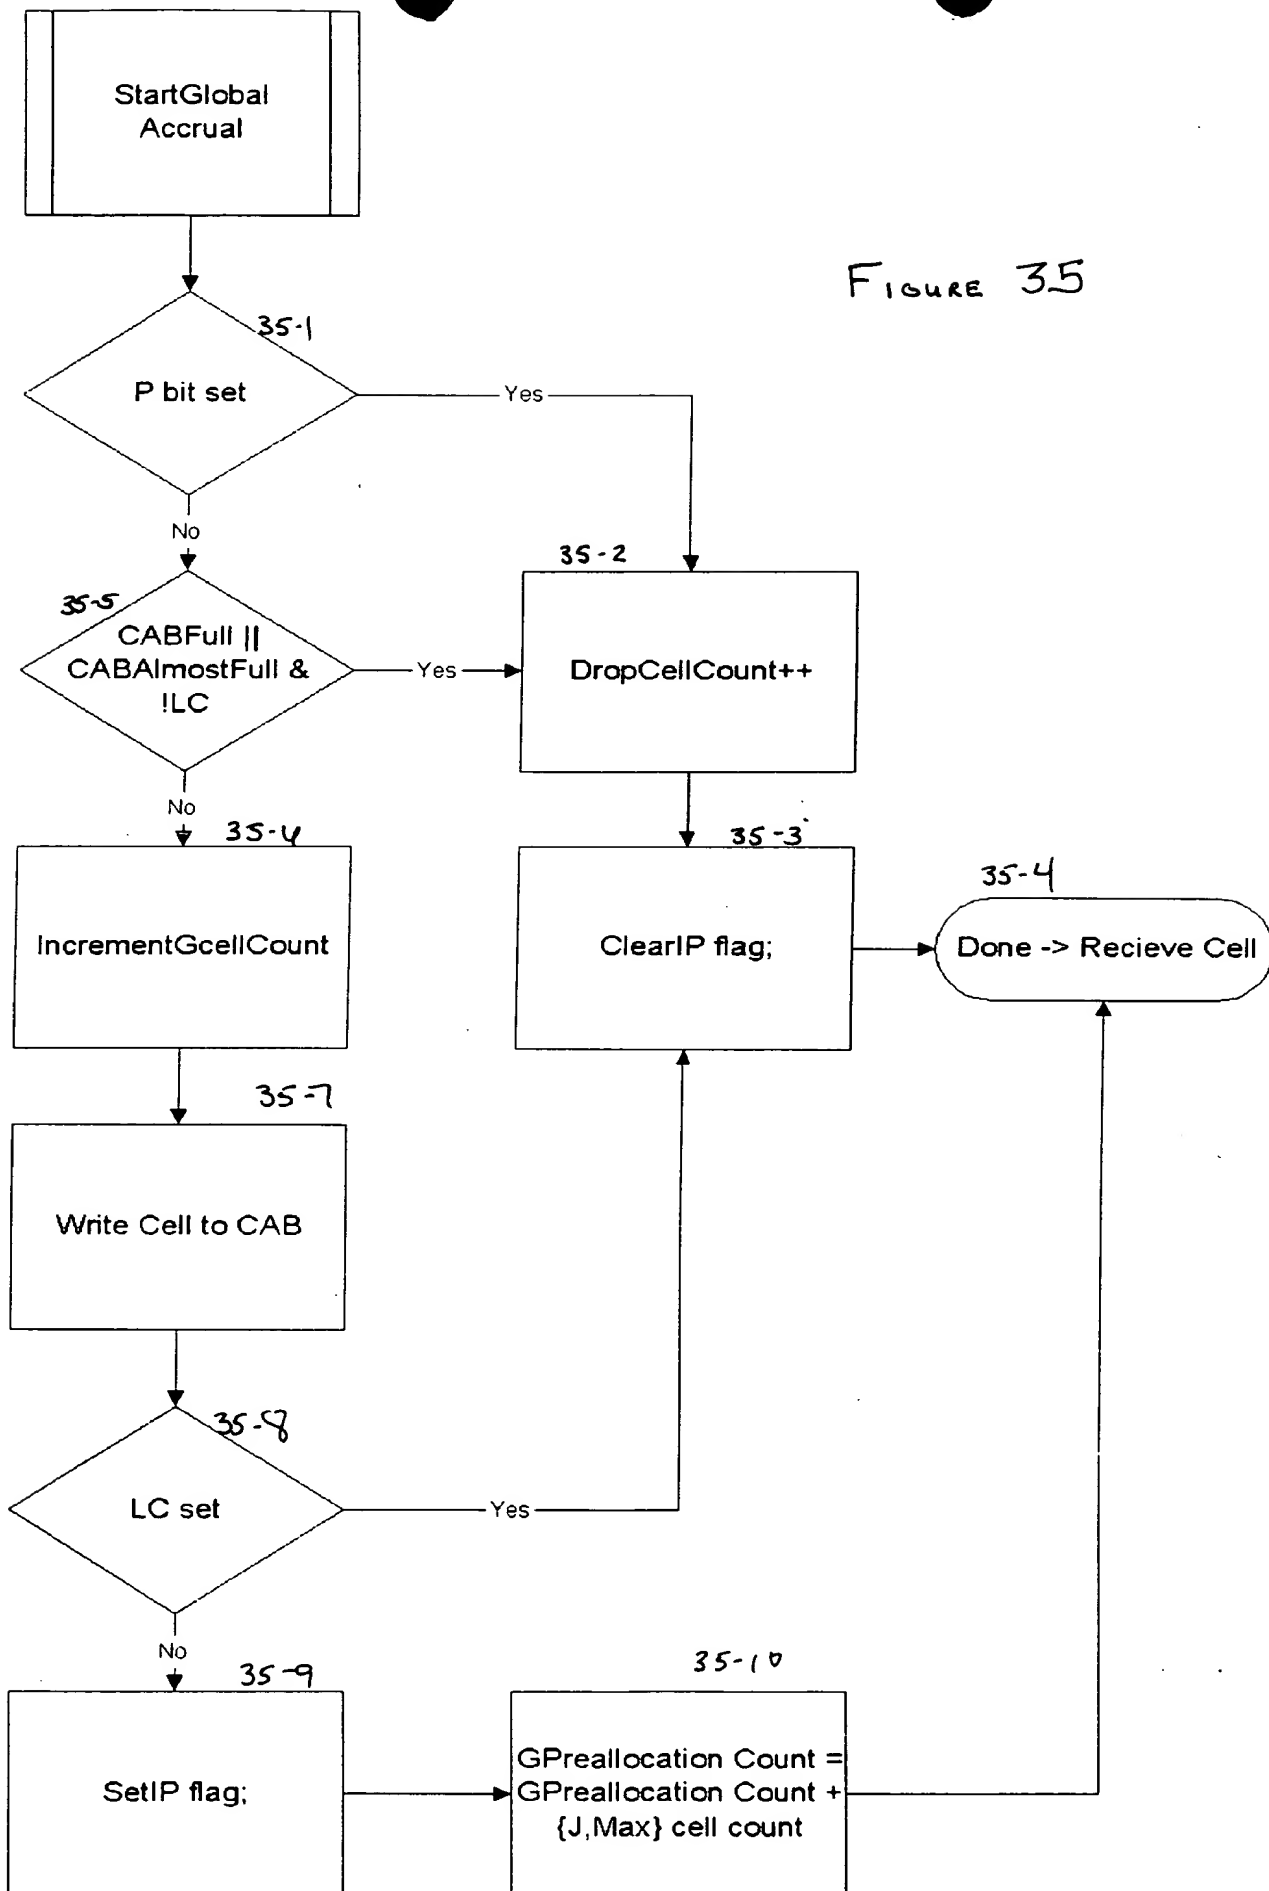 StartGlobal
Accrual
FIGURE 35
35-1
P bit set
Yes
No
35-5
CABFull ||
CABAlmostFull &
!LC
Yes
35-2
DropCellCount++
No
35-4
IncrementGcellCount
35-3
ClearIP flag;
35-4
Done -> Recieve Cell
35-7
Write Cell to CAB
35-8
LC set
Yes
No
35-9
SetIP flag;
35-10
GPreallocation Count =
GPreallocation Count +
{J,Max} cell count